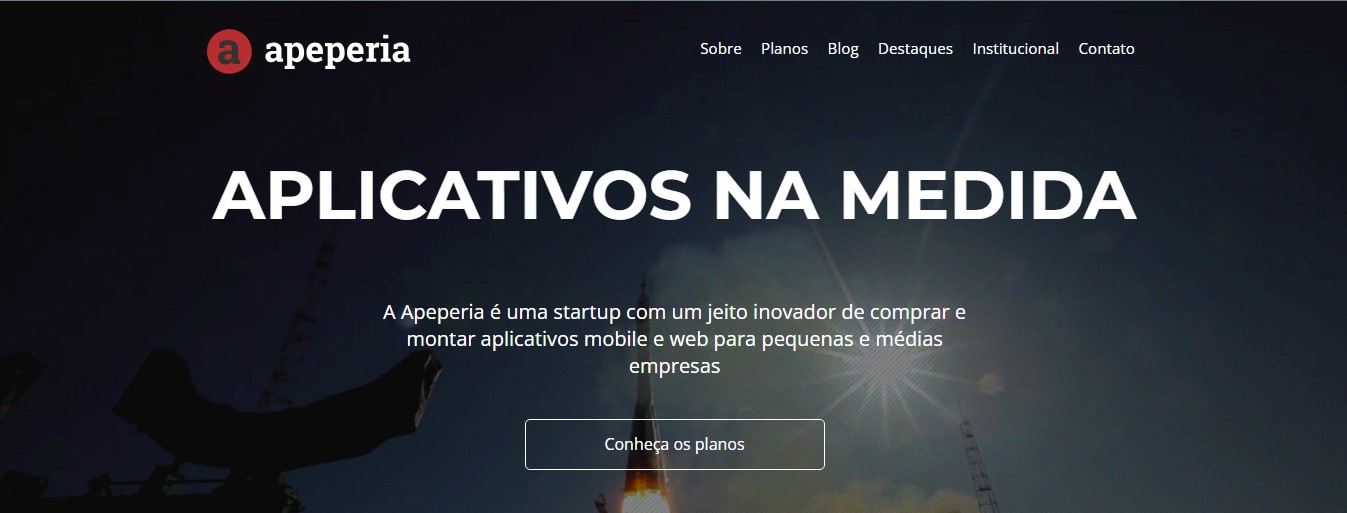 a apeperia
Sobre Planos Blog Destaques Institucional Contato
APLICATIVOS NA MEDIDA
A Apeperia é uma startup com um jeito inovador de comprar e
montar aplicativos mobile e web para pequenas e médias
empresas
Conheça os planos